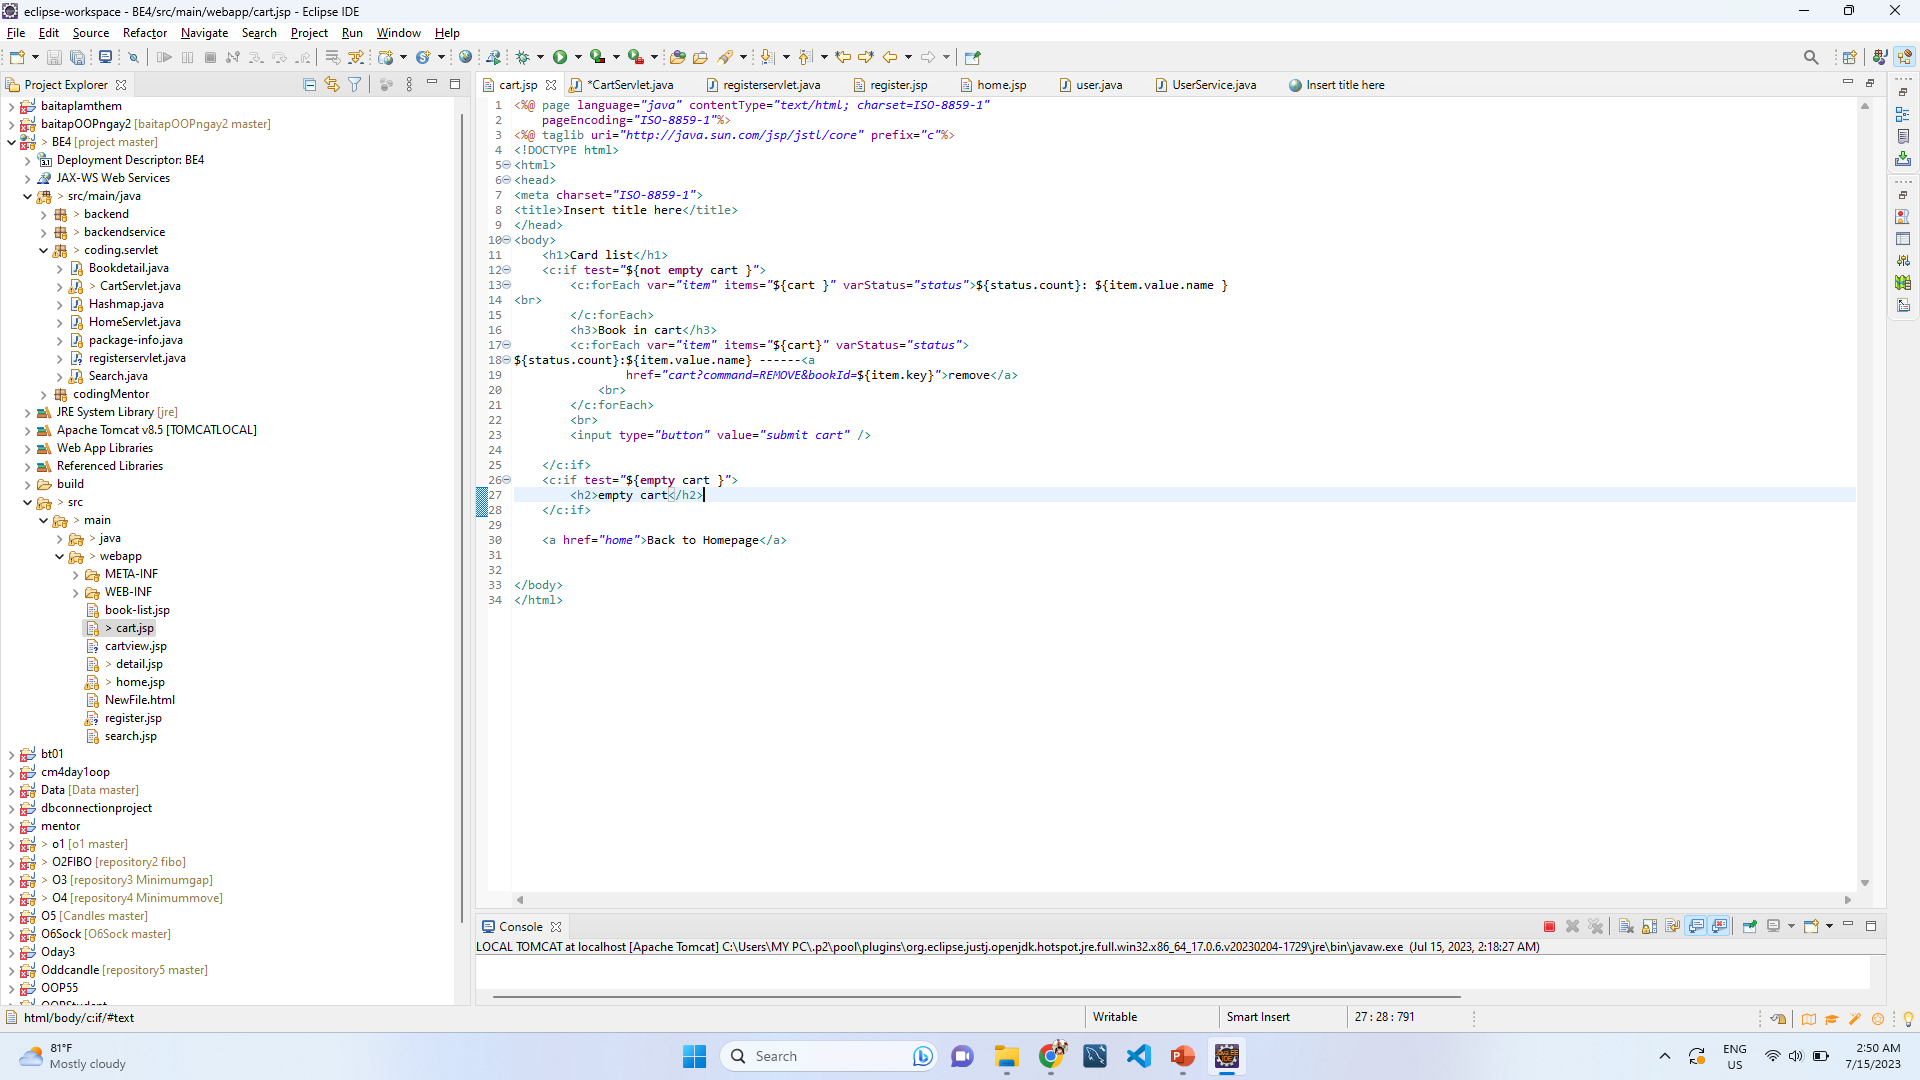 eclipse-workspace - BE4/src/main/webapp/cart.jsp - Eclipse IDE
File Edit Source Refactor Navigate Search Project Run Window Help
Project Explorer
baitaplamthem
baitapOOPngay2 [baitapOOPngay2 master]
> BE4 [project master]
Deployment Descriptor: BE4
JAX-WS Web Services
> src/main/java
> backend
> backendservice
> coding.servlet
Bookdetail.java
> CartServlet.java
Hashmap.java
HomeServlet.java
package-info.java
registerservlet.java
Search.java
codingMentor
JRE System Library [jre]
Apache Tomcat v8.5 [TOMCATLOCAL]
Web App Libraries
Referenced Libraries
build
> src
> main
> java
> webapp
META-INF
WEB-INF
book-list.jsp
> cart.jsp
cartview.jsp
> detail.jsp
> home.jsp
NewFile.html
register.jsp
search.jsp
bt01
cm4day1oop
Data [Data master]
dbconnectionproject
mentor
> o1 [o1 master]
> O2FIBO [repository2 fibo]
> O3 [repository3 Minimumgap]
> O4 [repository4 Minimummove]
O5 [Candles master]
O6Sock [O6Sock master]
Oday3
Oddcandle [repository5 master]
OOP55
OOPStudent
cart.jsp *CartServlet.java registerservlet.java register.jsp home.jsp user.java UserService.java Insert title here
1 <%@ page language="java" contentType="text/html; charset=ISO-8859-1"
2 pageEncoding="ISO-8859-1"%>
3 <%@ taglib uri="http://java.sun.com/jsp/jstl/core" prefix="c"%>
4 <!DOCTYPE html>
5 <html>
6 <head>
7 <meta charset="ISO-8859-1">
8 <title>Insert title here</title>
9 </head>
10 <body>
11 <h1>Card list</h1>
12 <c:if test="${not empty cart }">
13 <c:forEach var="item" items="${cart }" varStatus="status">${status.count}: ${item.value.name }
14 <br>
15 </c:forEach>
16 <h3>Book in cart</h3>
17 <c:forEach var="item" items="${cart}" varStatus="status">
18 ${status.count}:${item.value.name} ------<a
19 href="cart?command=REMOVE&bookId=${item.key}">remove</a>
20 <br>
21 </c:forEach>
22 <br>
23 <input type="button" value="submit cart" />
24
25 </c:if>
26 <c:if test="${empty cart }">
27 <h2>empty cart</h2>
28 </c:if>
29
30 <a href="home">Back to Homepage</a>
31
32
33 </body>
34 </html>
Console
LOCAL TOMCAT at localhost [Apache Tomcat] C:\Users\MY PC\.p2\pool\plugins\org.eclipse.justj.openjdk.hotspot.jre.full.win32.x86_64_17.0.6.v20230204-1729\jre\bin\javaw.exe (Jul 15, 2023, 2:18:27 AM)
html/body/c:if/#text
Writable
Smart Insert
27 : 28 : 791
81°F
Mostly cloudy
Search
ENG
US
2:50 AM
7/15/2023